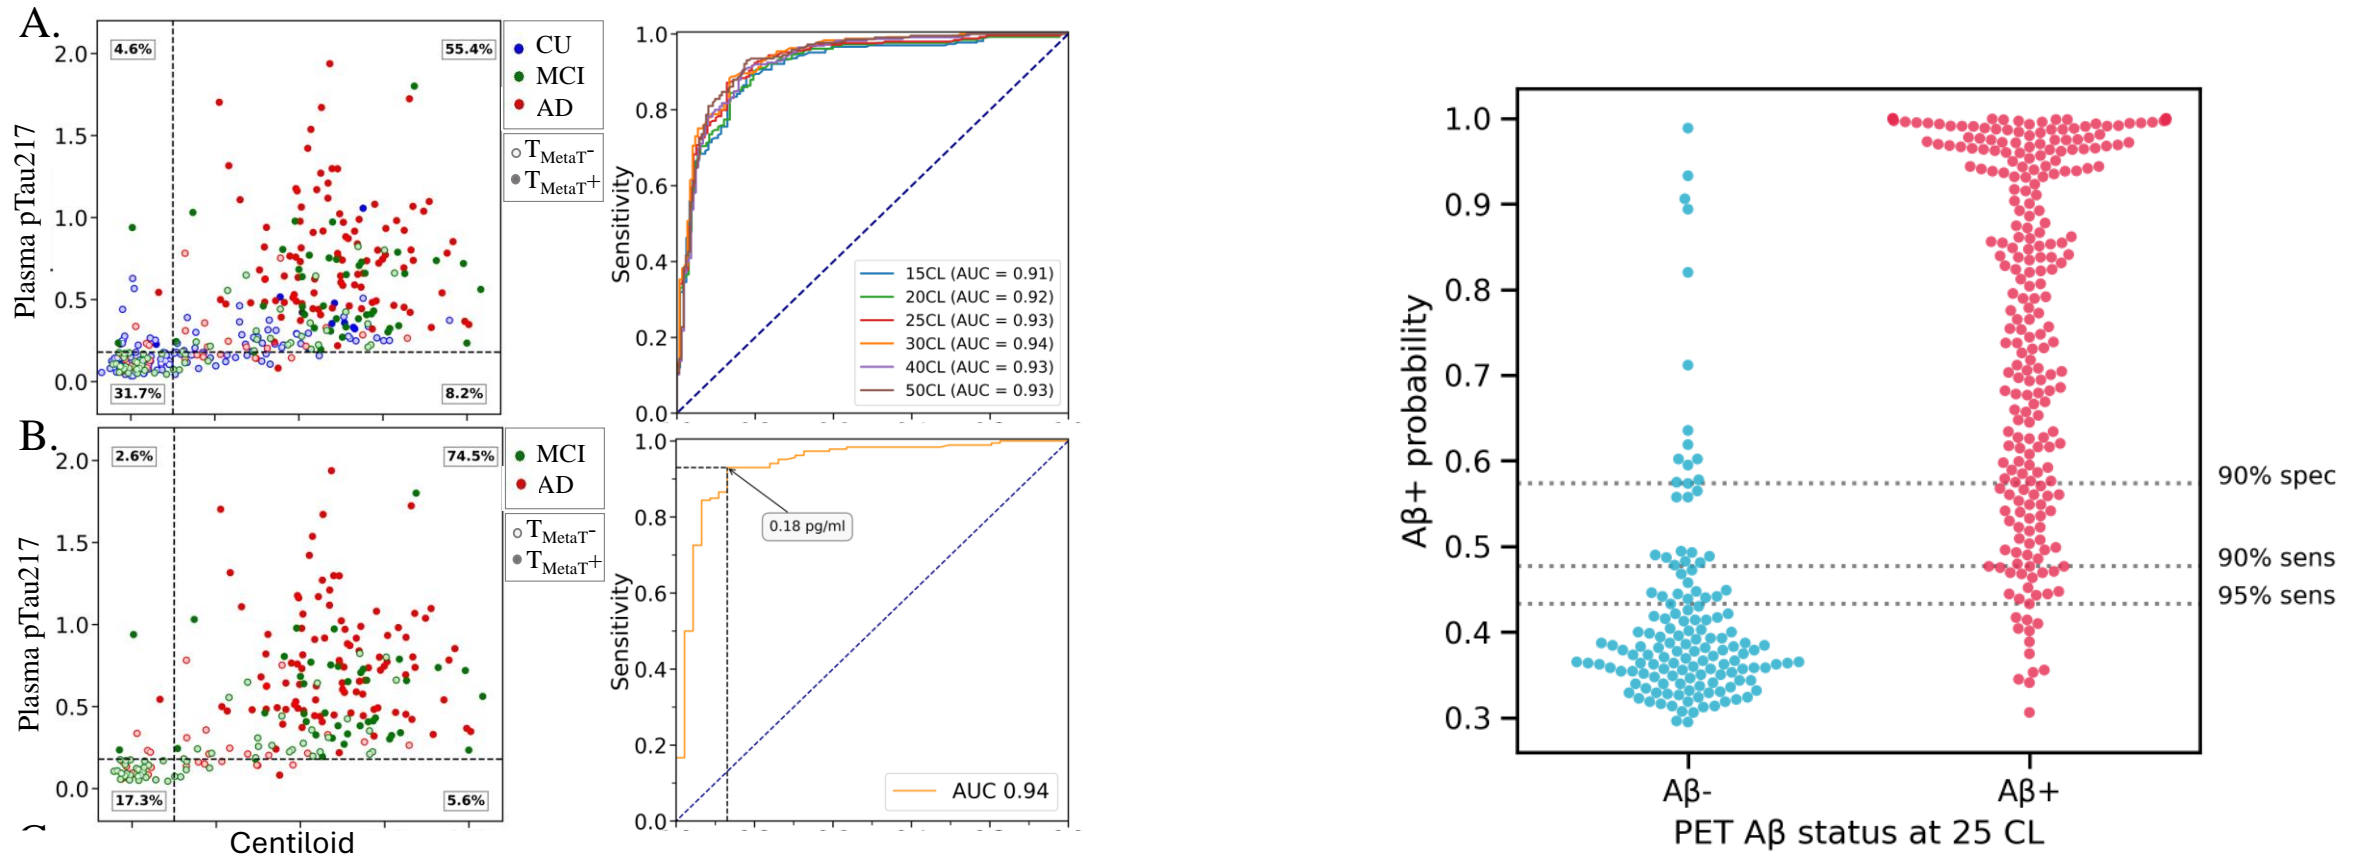 A.
4.6%
55.4%
31.7%
8.2%
2.0
1.5
1.0
0.5
0.0
Plasma pTau217
CU
MCI
AD
TMetaT-
TMetaT+
1.0
0.8
0.6
0.4
0.2
0.0
Sensitivity
15CL (AUC = 0.91)
20CL (AUC = 0.92)
25CL (AUC = 0.93)
30CL (AUC = 0.94)
40CL (AUC = 0.93)
50CL (AUC = 0.93)
B.
2.6%
74.5%
17.3%
5.6%
2.0
1.5
1.0
0.5
0.0
Plasma pTau217
Centiloid
MCI
AD
TMetaT-
TMetaT+
1.0
0.8
0.6
0.4
0.2
0.0
Sensitivity
0.18 pg/ml
AUC 0.94
1.0
0.9
0.8
0.7
0.6
0.5
0.4
0.3
Aβ+ probability
90% spec
90% sens
95% sens
Aβ-
Aβ+
PET Aβ status at 25 CL